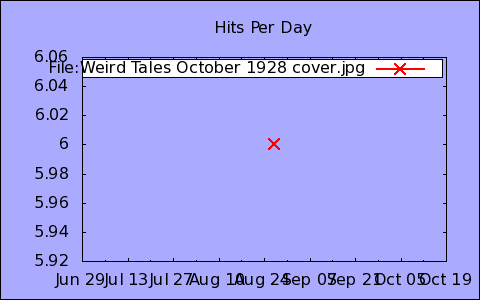 Hits Per Day
6.06
File:Weird Tales October 1928 cover.jpg
6.04
6.02
6
5.98
5.96
5.94
5.92
Jun 29 Jul 13 Jul 27 Aug 10 Aug 24 Sep 07 Sep 21 Oct 05 Oct 19